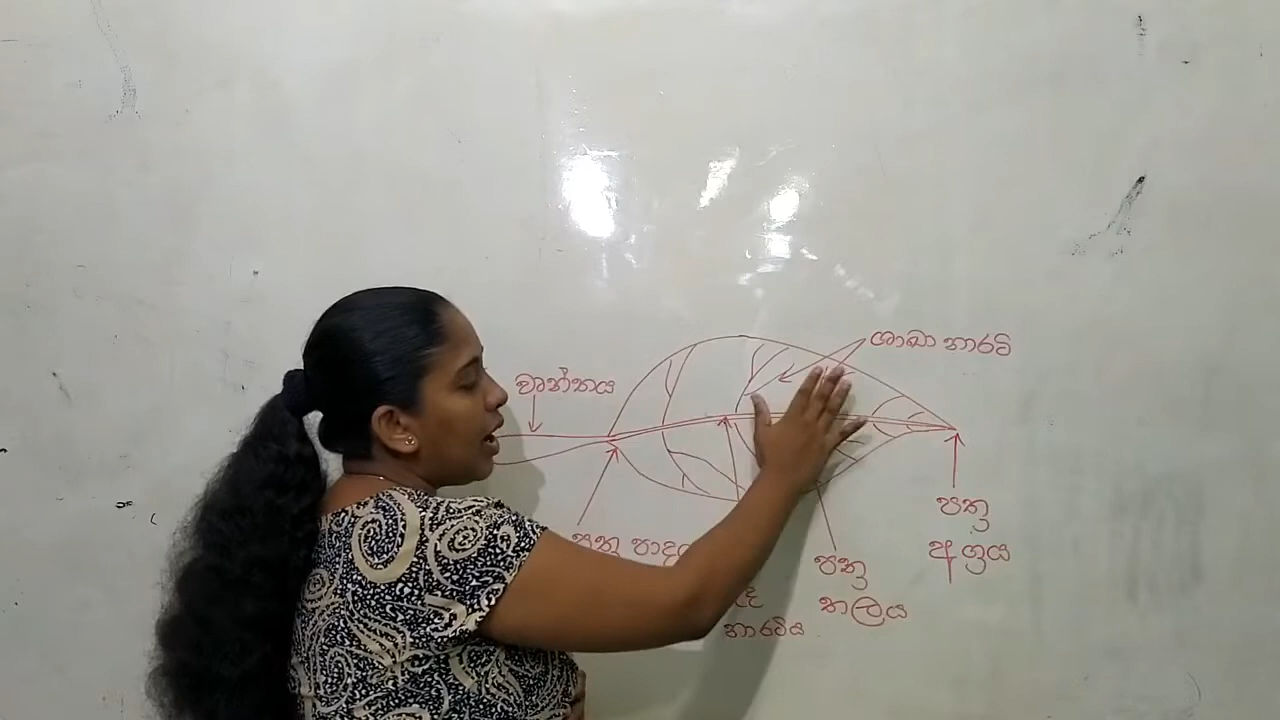 ශාඛා නාරටි
වෘන්තය
පත්‍ර
අග්‍රය
පත්‍ර
තලය
නාරටිය